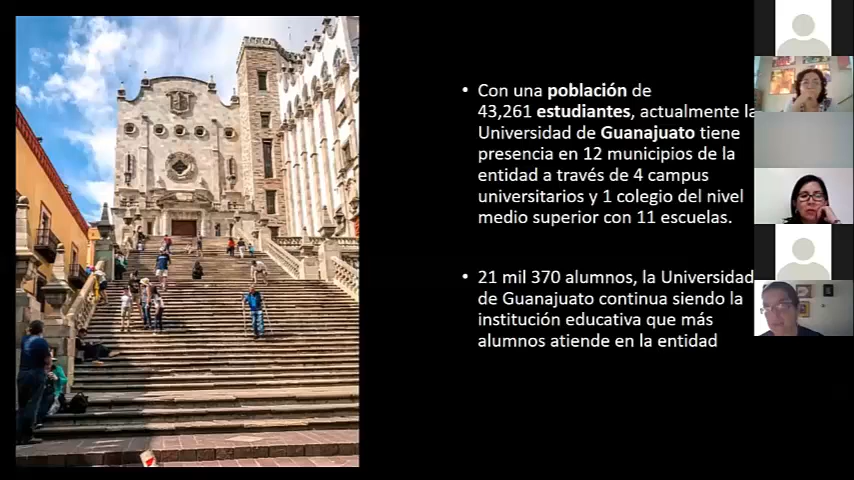 • Con una población de
43,261 estudiantes, actualmente la
Universidad de Guanajuato tiene
presencia en 12 municipios de la
entidad a través de 4 campus
universitarios y 1 colegio del nivel
medio superior con 11 escuelas.
• 21 mil 370 alumnos, la Universidad
de Guanajuato continua siendo la
institución educativa que más
alumnos atiende en la entidad